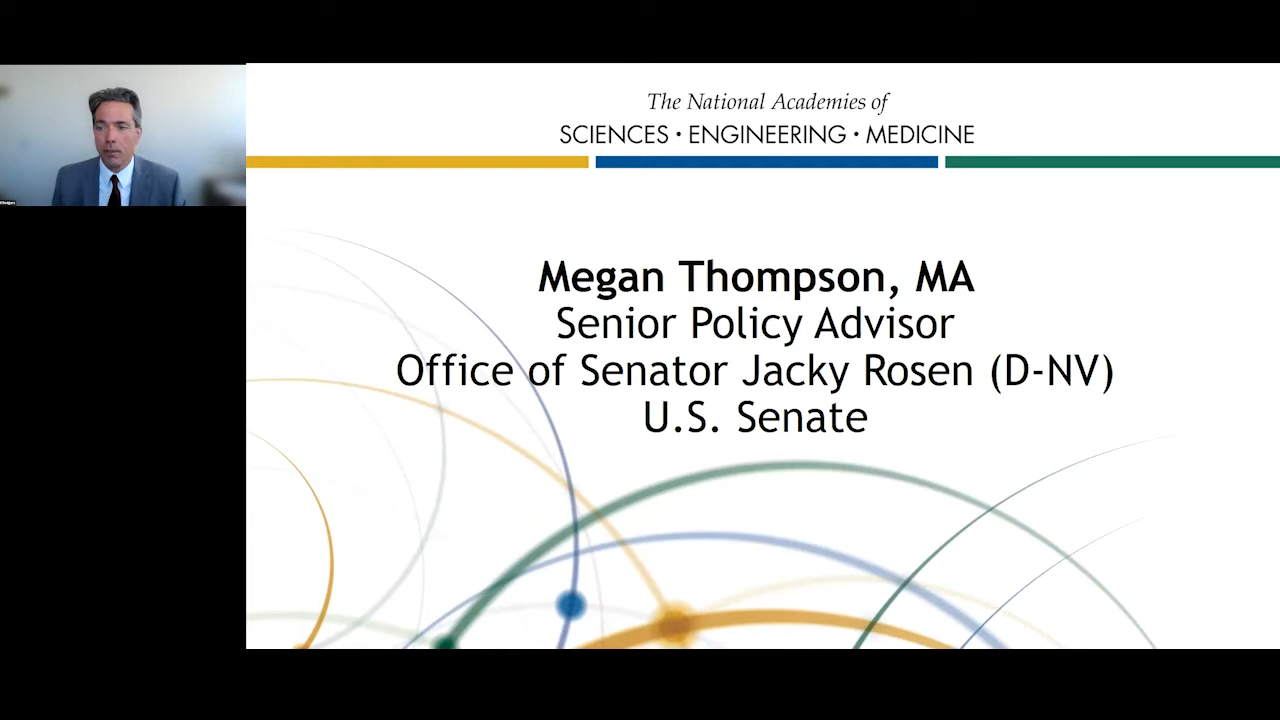 The National Academies of
SCIENCES · ENGINEERING · MEDICINE
Megan Thompson, MA
Senior Policy Advisor
Office of Senator Jacky Rosen (D-NV)
U.S. Senate